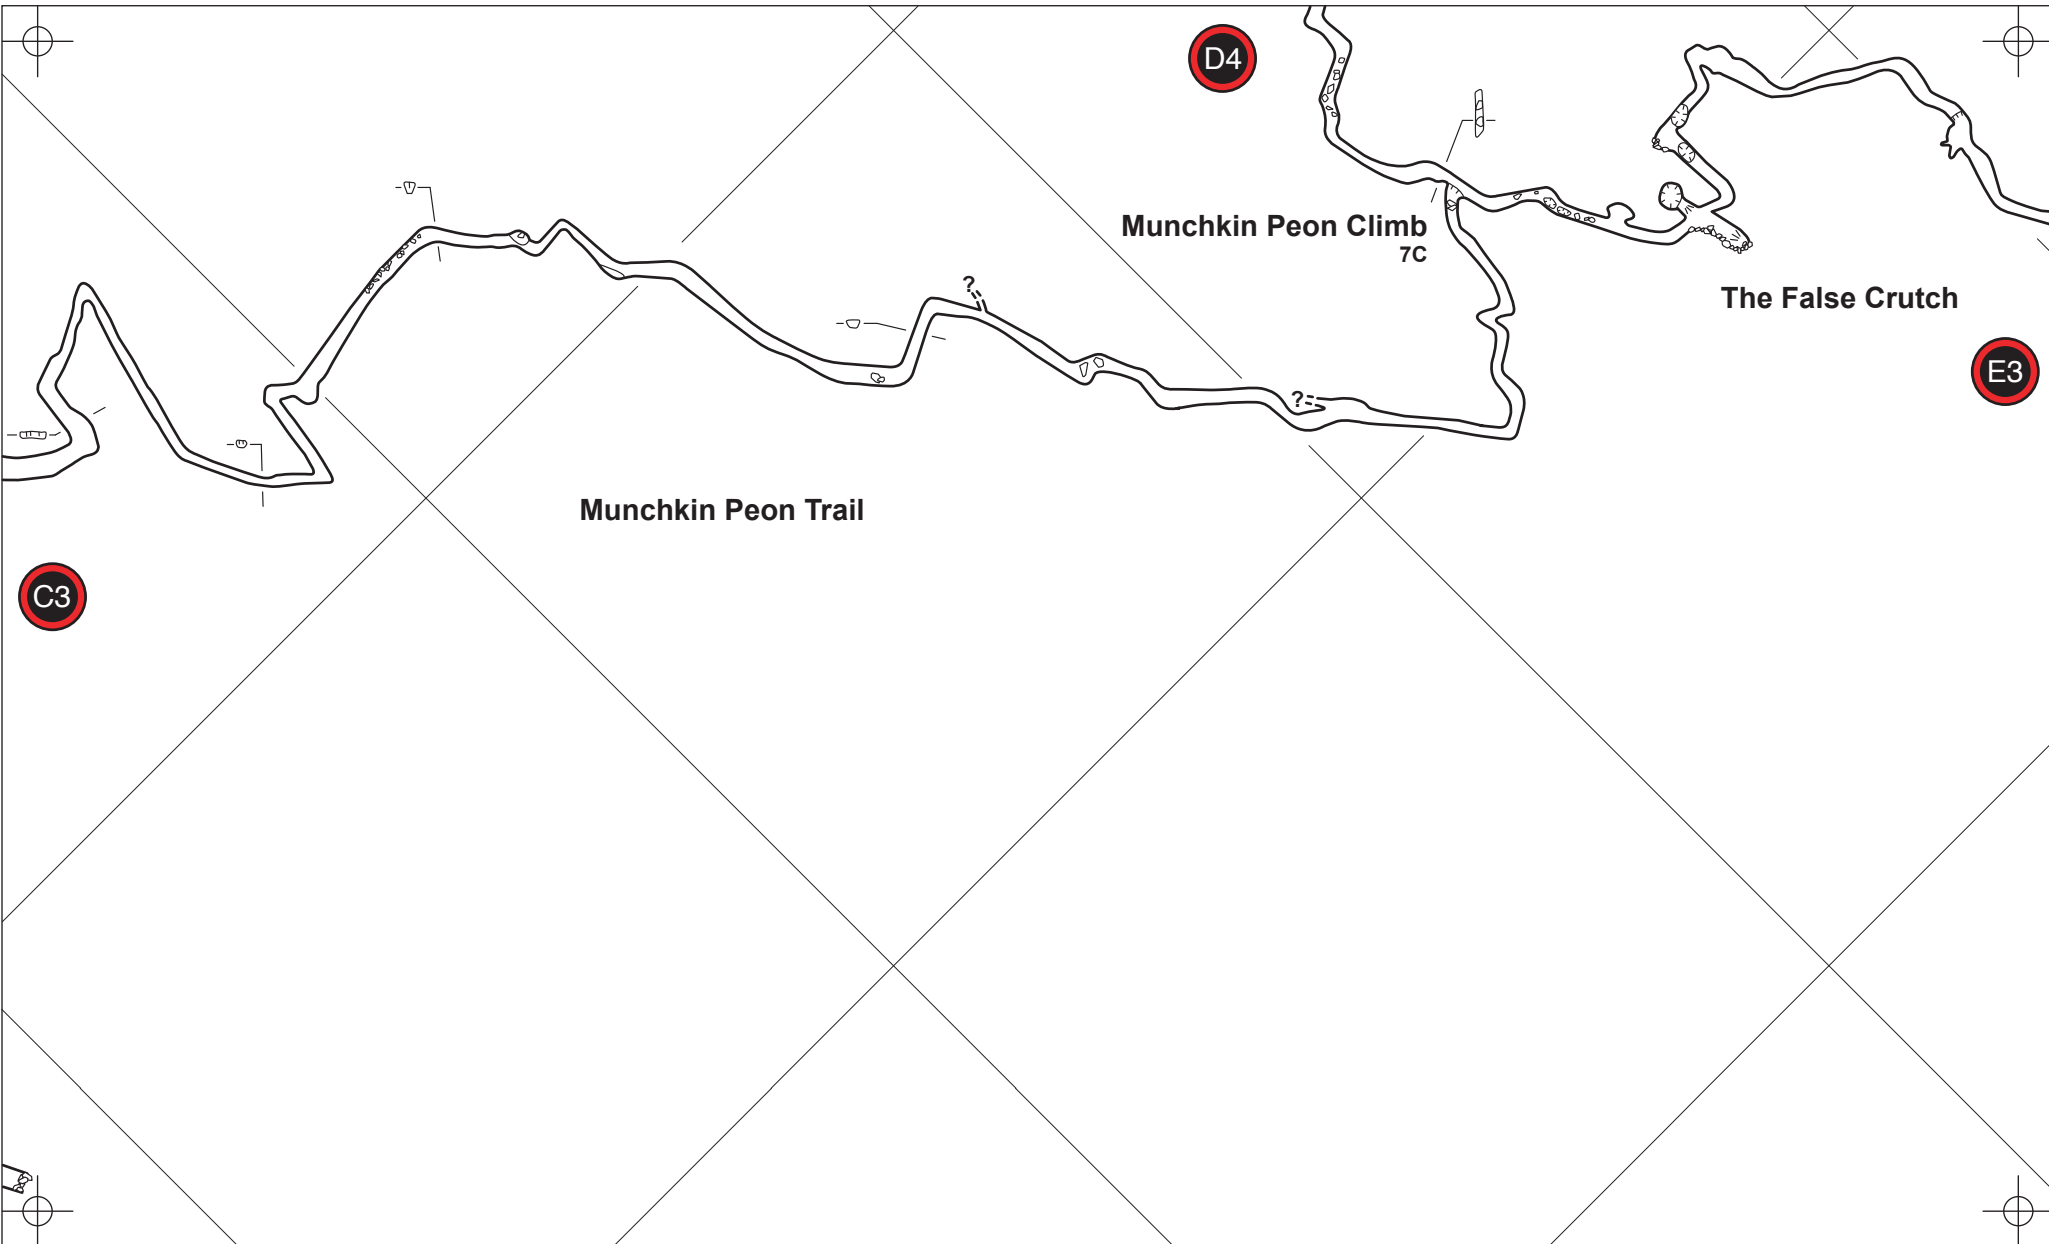 D4
Munchkin Peon Climb
7C
?
The False Crutch
E3
?
Munchkin Peon Trail
C3